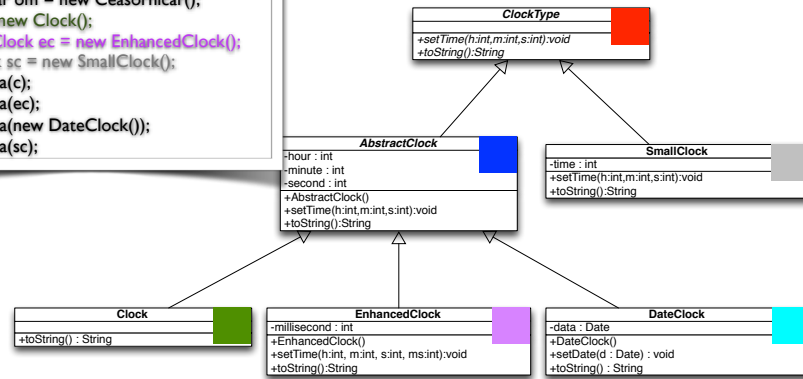 new Clock();
Clock ec = new EnhancedClock();
sc = new SmallClock();
a(c);
a(ec);
a(new DateClock());
a(sc);
ClockType
+setTime(h:int,m:int,s:int):void
+toString():String
AbstractClock
-hour : int
-minute : int
-second : int
+AbstractClock()
+setTime(h:int,m:int,s:int):void
+toString():String
SmallClock
-time : int
+setTime(h:int,m:int,s:int):void
+toString():String
Clock
+toString() : String
EnhancedClock
-millisecond : int
+EnhancedClock()
+setTime(h:int, m:int, s:int, ms:int):void
+toString():String
DateClock
-data : Date
+DateClock()
+setDate(d : Date) : void
+toString() : String